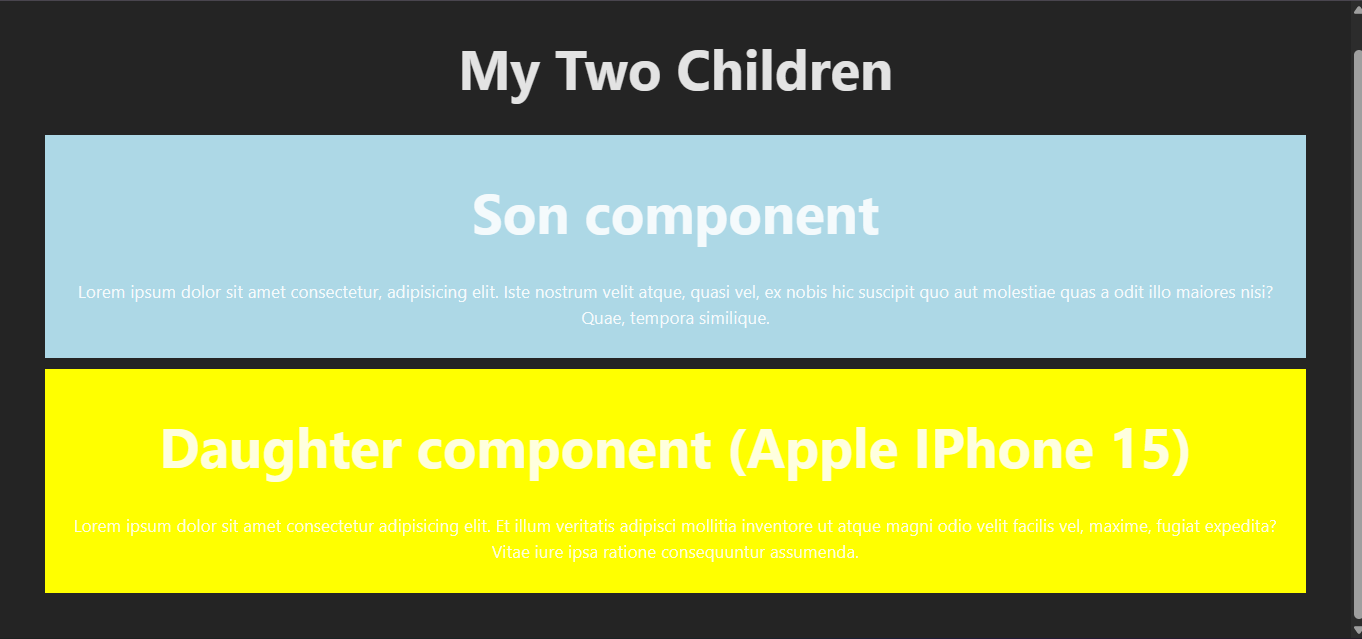 My Two Children
Son component
Lorem ipsum dolor sit amet consectetur, adipisicing elit. Iste nostrum velit atque, quasi vel, ex nobis hic suscipit quo aut molestiae quas a odit illo maiores nisi?
Quae, tempora similique.
Daughter component (Apple IPhone 15)
Lorem ipsum dolor sit amet consectetur adipisicing elit. Et illum veritatis adipisci mollitia inventore ut atque magni odio velit facilis vel, maxime, fugiat expedita?
Vitae iure ipsa ratione consequuntur assumenda.